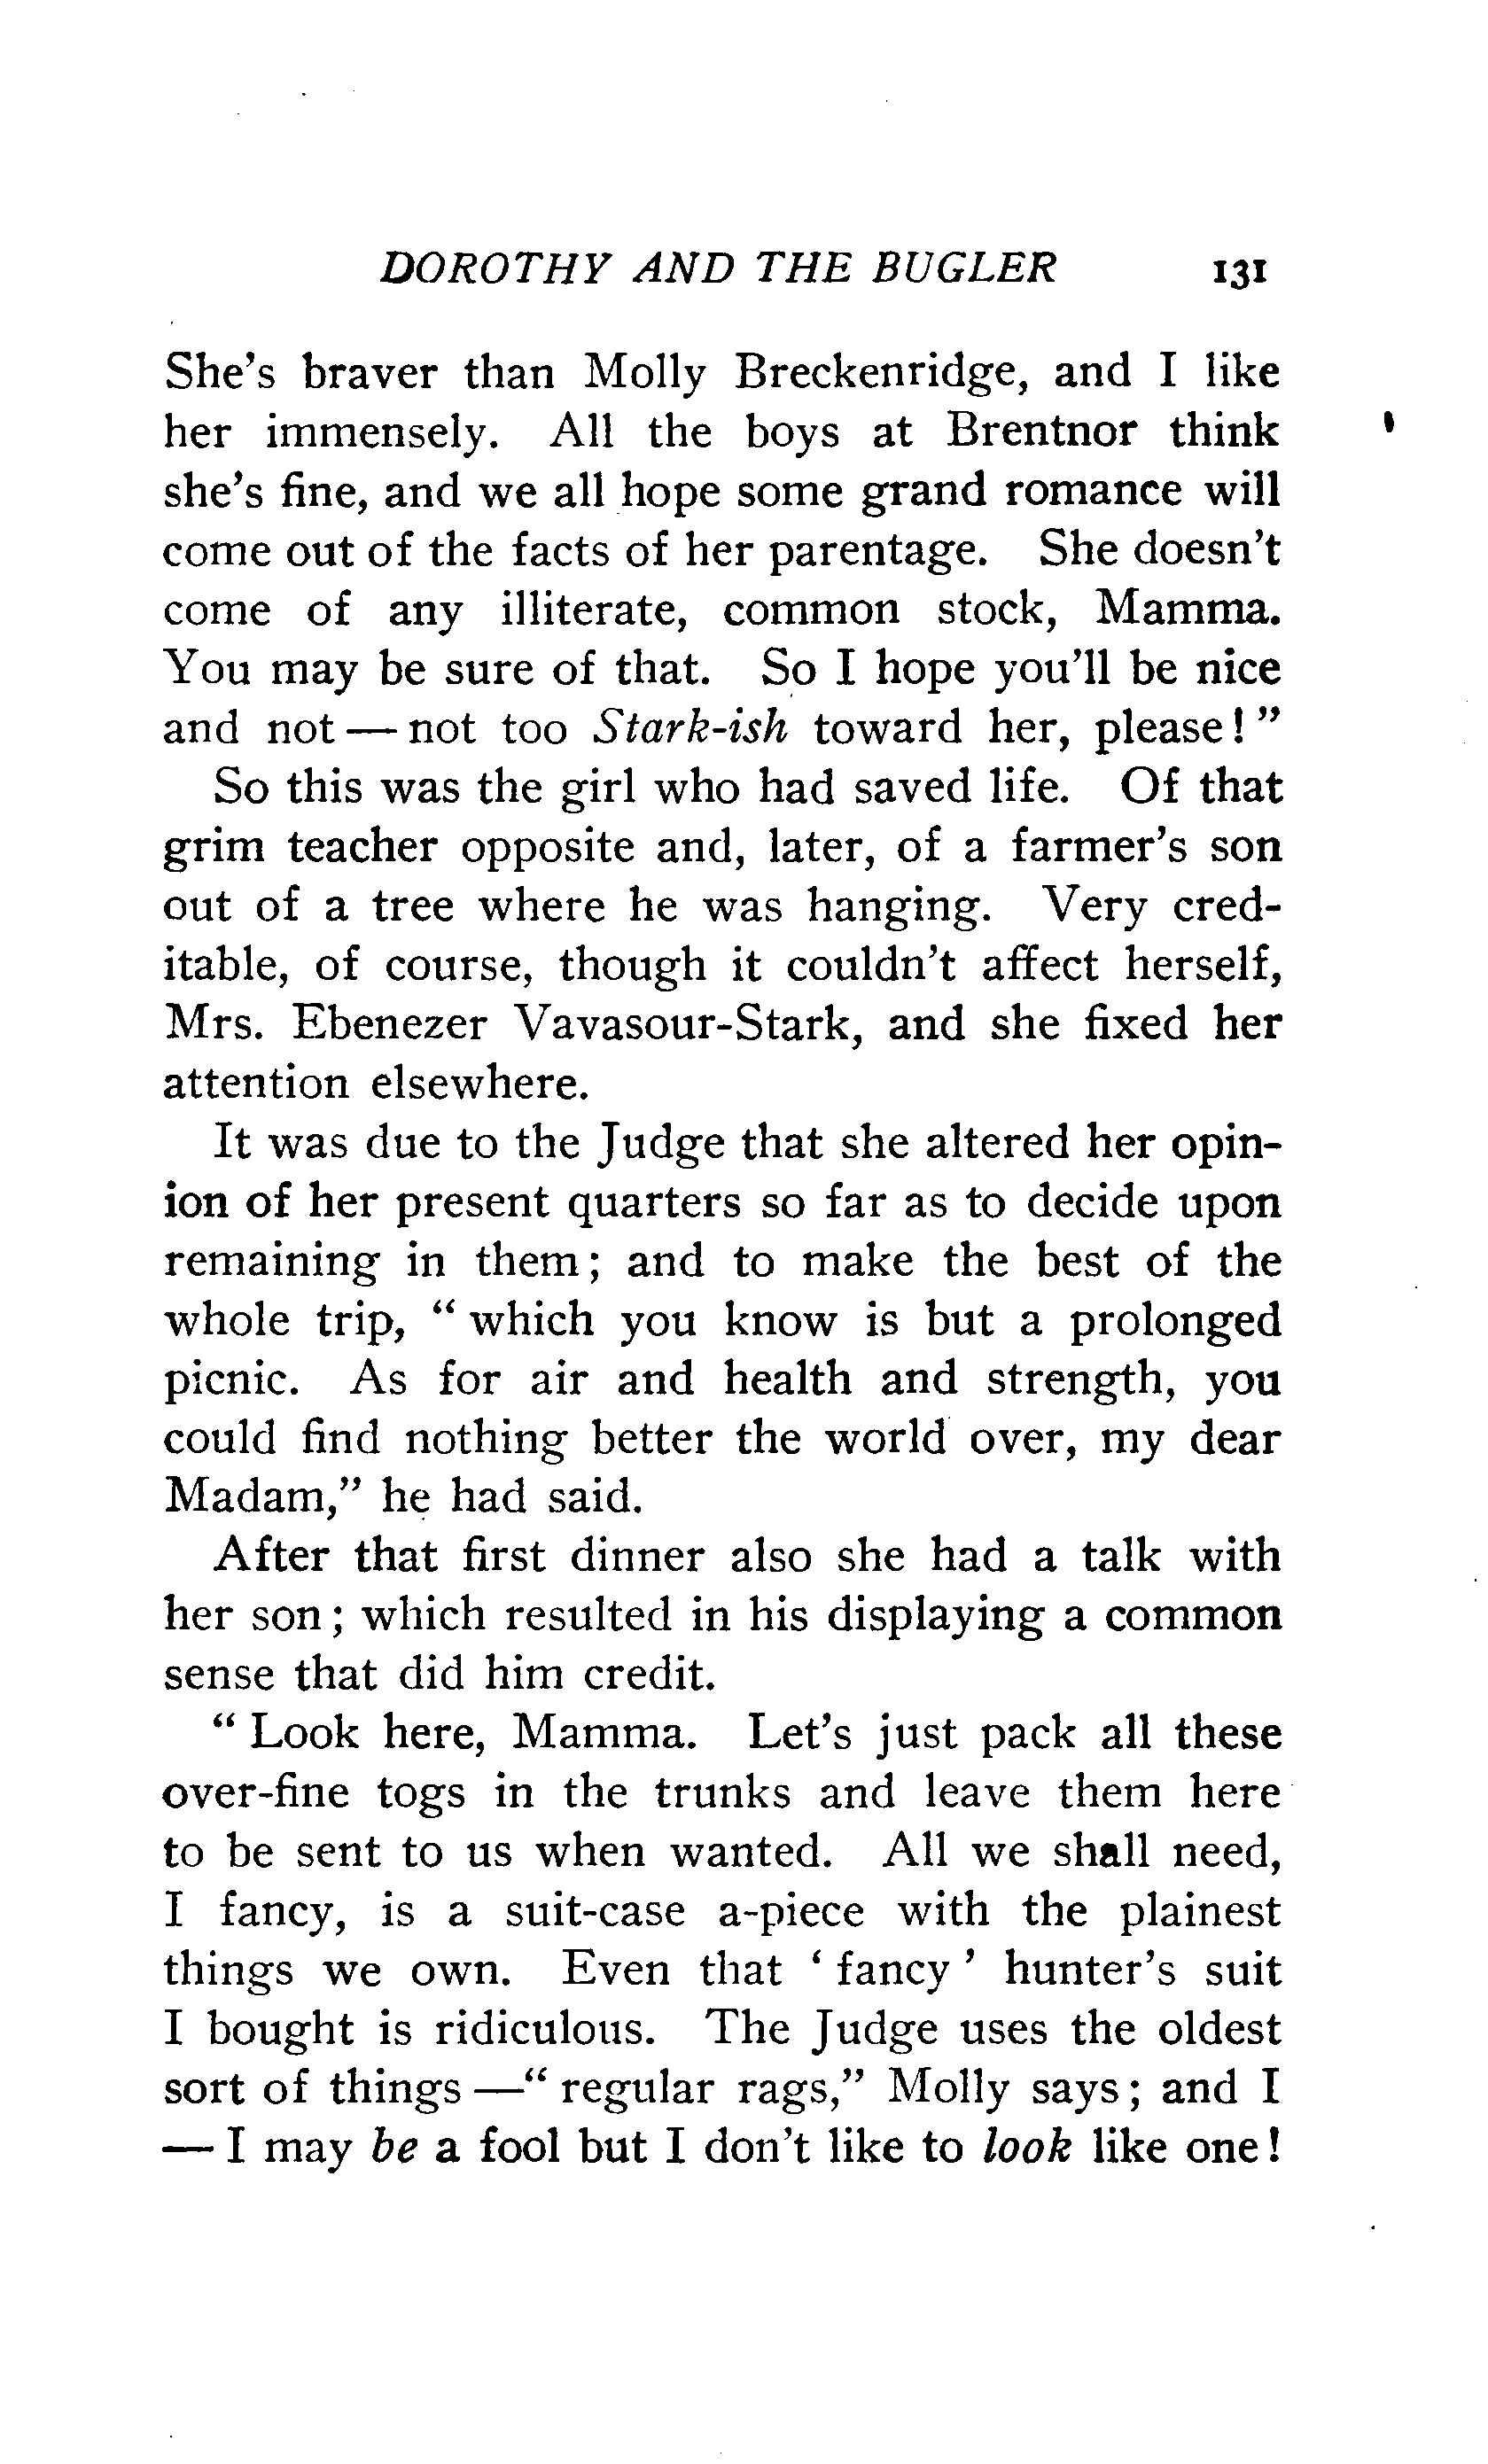 DOROTHY AND THE BUGLER 131
She's braver than Molly Breckenridge, and I like
her immensely. All the boys at Brentnor think
she's fine, and we all hope some grand romance will
come out of the facts of her parentage. She doesn't
come of any illiterate, common stock, Mamma.
You may be sure of that. So I hope you'll be nice
and not — not too Stark-ish toward her, please! "
So this was the girl who had saved life. Of that
grim teacher opposite and, later, of a farmer's son
out of a tree where he was hanging. Very cred-
itable, of course, though it couldn't affect herself,
Mrs. Ebenezer Vavasour-Stark, and she fixed her
attention elsewhere.
It was due to the Judge that she altered her opin-
ion of her present quarters so far as to decide upon
remaining in them; and to make the best of the
whole trip, " which you know is but a prolonged
picnic. As for air and health and strength, you
could find nothing better the world over, my dear
Madam," he had said.
After that first dinner also she had a talk with
her son; which resulted in his displaying a common
sense that did him credit.
" Look here, Mamma. Let's just pack all these
over-fine togs in the trunks and leave them here
to be sent to us when wanted. All we shall need,
I fancy, is a suit-case a-piece with the plainest
things we own. Even that ' fancy ' hunter's suit
I bought is ridiculous. The Judge uses the oldest
sort of things —" regular rags," Molly says; and I
— I may be a fool but I don't like to look like one!